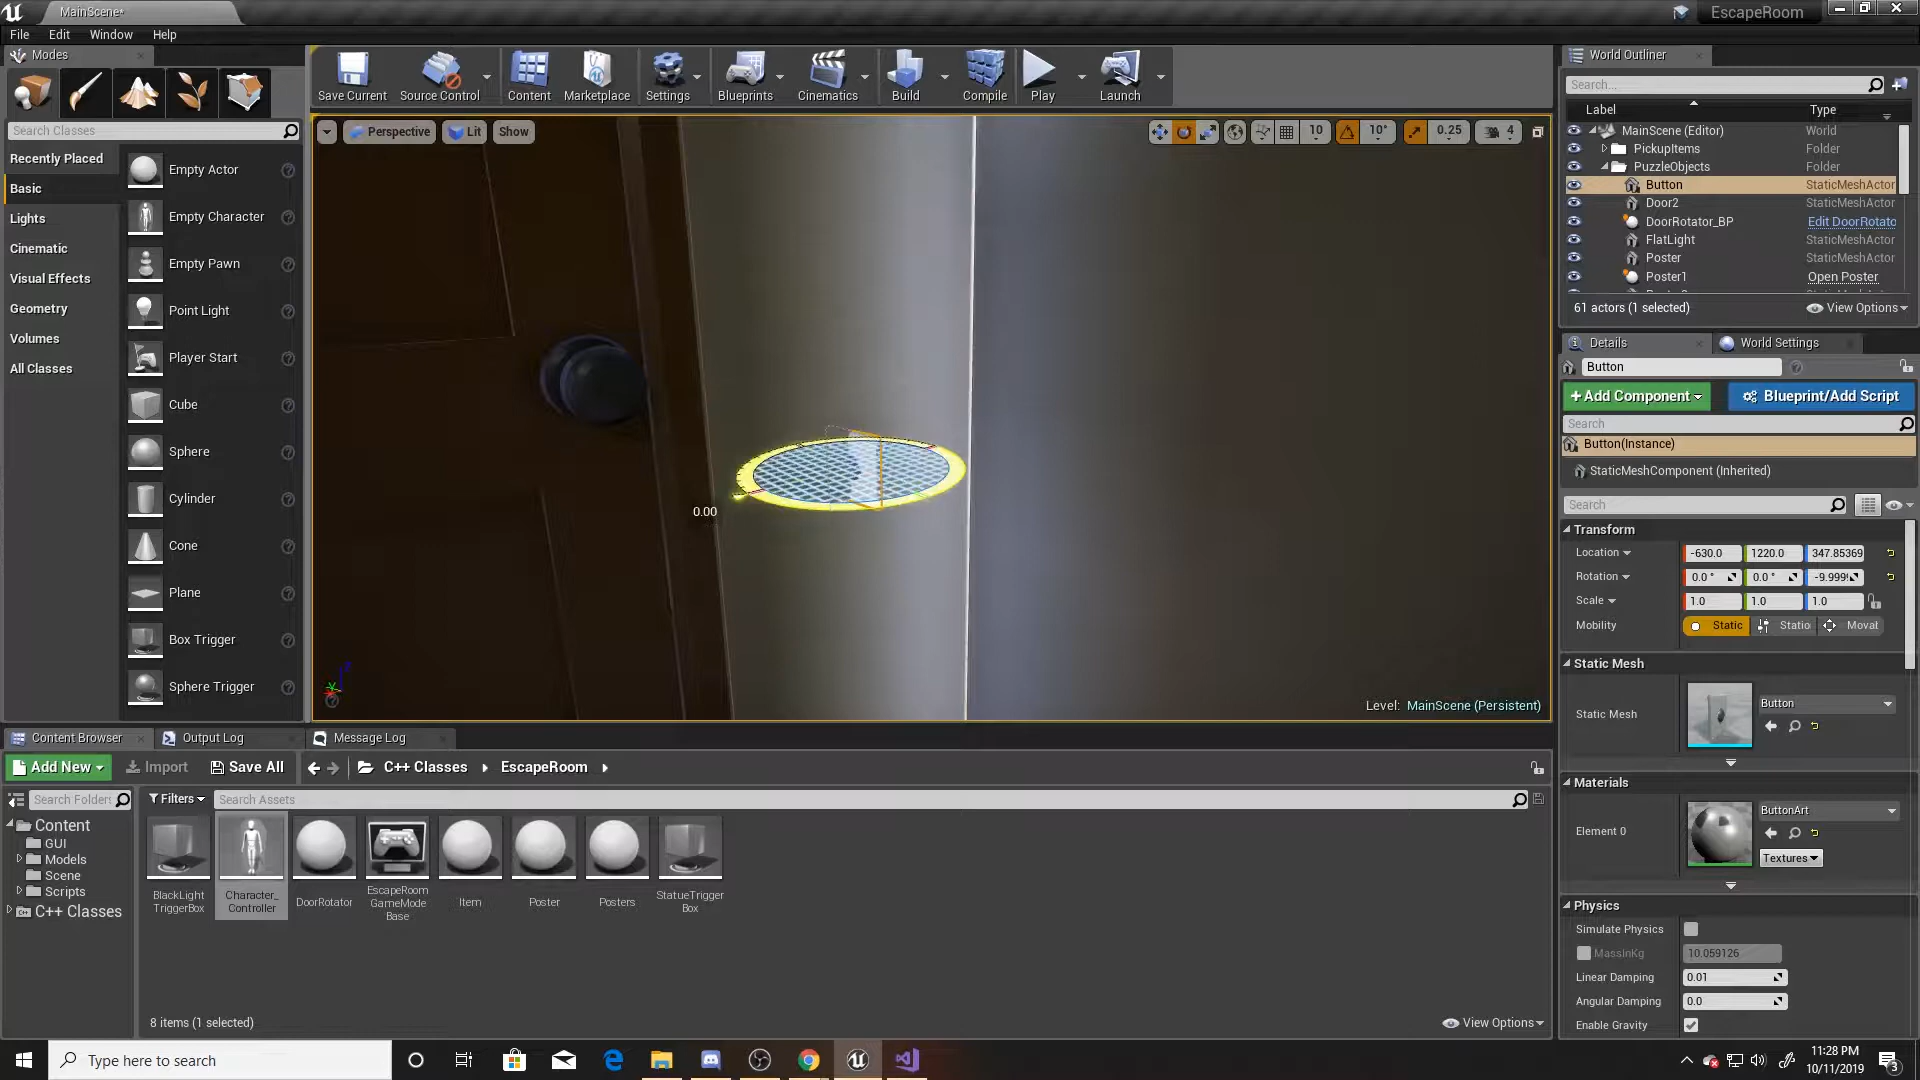 MainScene*
EscapeRoom
File Edit Window Help
Modes
Search Classes
Recently Placed
Basic
Lights
Cinematic
Visual Effects
Geometry
Volumes
All Classes
Empty Actor
Empty Character
Empty Pawn
Point Light
Player Start
Cube
Sphere
Cylinder
Cone
Plane
Box Trigger
Sphere Trigger
Save Current
Source Control
Content
Marketplace
Settings
Blueprints
Cinematics
Build
Compile
Play
Launch
Perspective Lit Show
10 10° 0.25 4
0.00
Level: MainScene (Persistent)
World Outliner
Search...
Label Type
MainScene (Editor) World
PickupItems Folder
PuzzleObjects Folder
Button StaticMeshActor
Door2 StaticMeshActor
DoorRotator_BP Edit DoorRotato
FlatLight StaticMeshActor
Poster StaticMeshActor
Poster1 Open Poster
61 actors (1 selected) View Options
Details World Settings
Button
+Add Component Blueprint/Add Script
Search
Button(Instance)
StaticMeshComponent (Inherited)
Search
Transform
Location -630.0 1220.0 347.85369
Rotation 0.0 ° 0.0 ° -9.999
Scale 1.0 1.0 1.0
Mobility Static Statio Moval
Static Mesh
Static Mesh Button
Materials
Element 0 ButtonArt
Textures
Physics
Simulate Physics
MassInKg 10.059126
Linear Damping 0.01
Angular Damping 0.0
Enable Gravity
Content Browser Output Log Message Log
Add New Import Save All C++ Classes EscapeRoom
Search Folders Filters Search Assets
Content
GUI
Models
Scene
Scripts
C++ Classes
BlackLight TriggerBox
Character_ Controller
DoorRotator
EscapeRoom GameMode Base
Item
Poster
Posters
StatueTrigger Box
8 items (1 selected) View Options
Type here to search
11:28 PM
10/11/2019
3